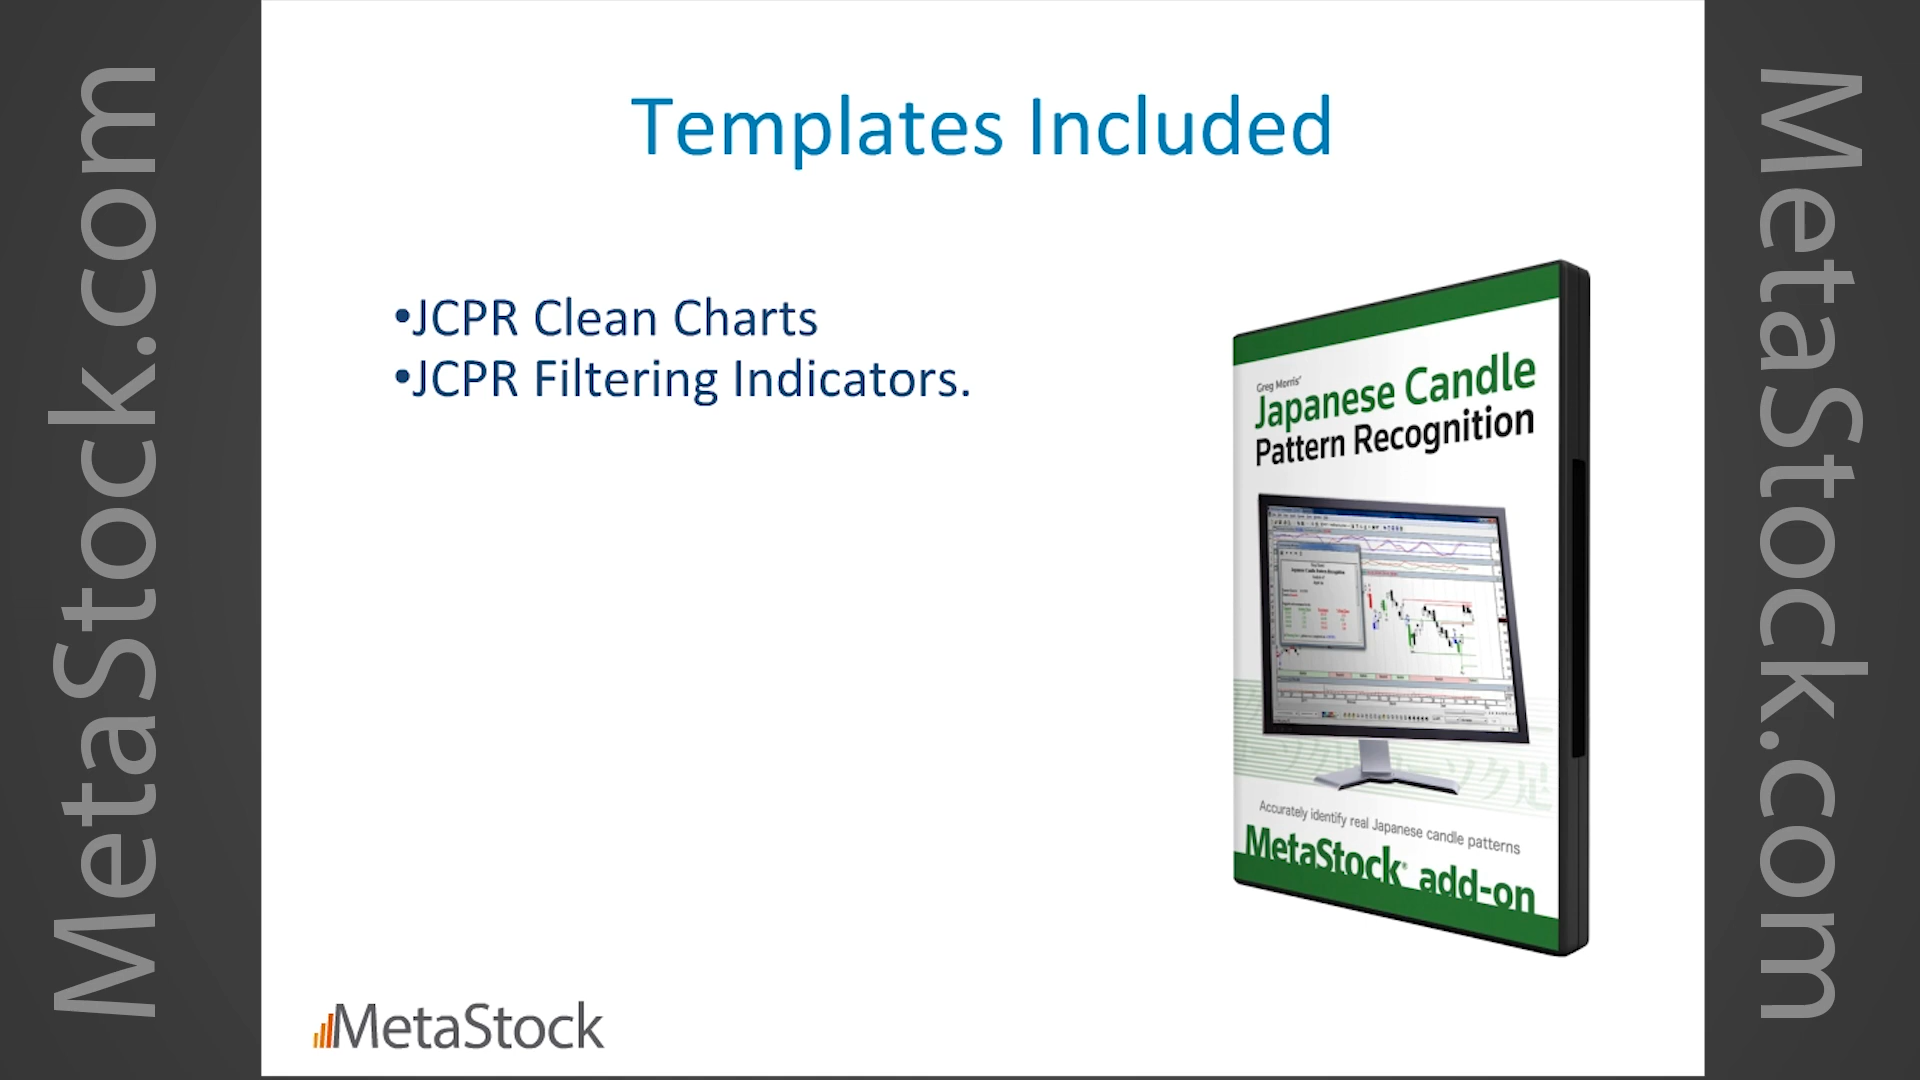 MetaStock.com
Templates Included
•JCPR Clean Charts
•JCPR Filtering Indicators.
Greg Morris'
Japanese Candle
Pattern Recognition
Accurately identify real Japanese candle patterns
MetaStock® add-on
MetaStock
MetaStock.com